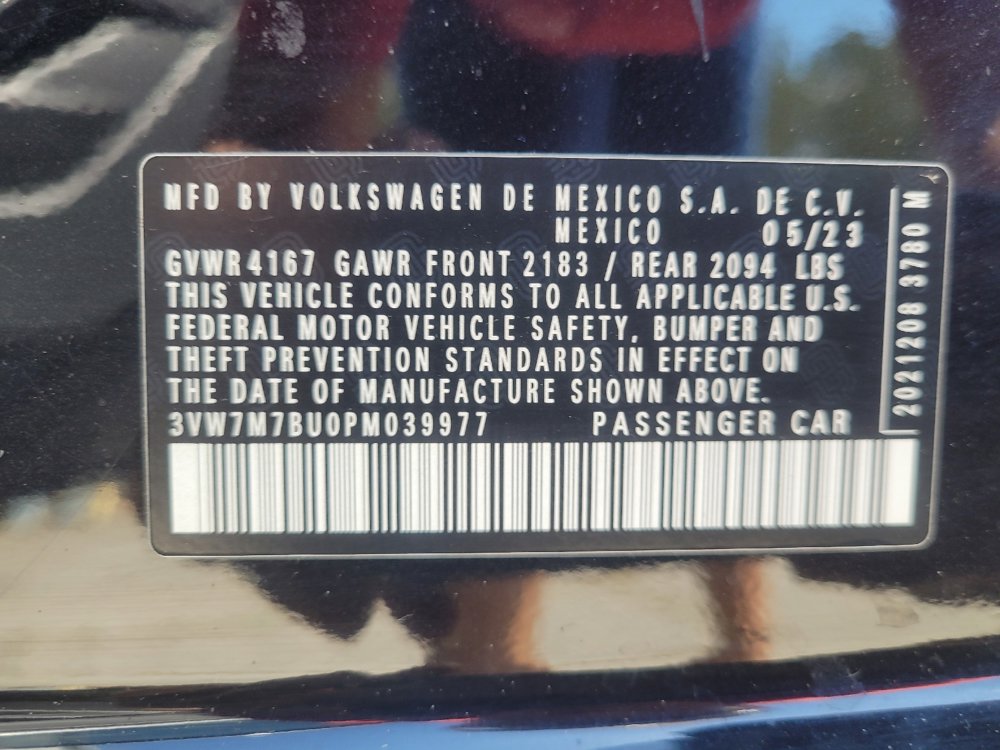 MFD BY VOLKSWAGEN DE MEXICO S.A. DE C.V.
MEXICO 05/23
GVWR 4167 GAWR FRONT 2183 / REAR 2094 LBS
THIS VEHICLE CONFORMS TO ALL APPLICABLE U.S.
FEDERAL MOTOR VEHICLE SAFETY, BUMPER AND
THEFT PREVENTION STANDARDS IN EFFECT ON
THE DATE OF MANUFACTURE SHOWN ABOVE.
3VW7M7BU0PM039977 PASSENGER CAR
2021208 3780 M